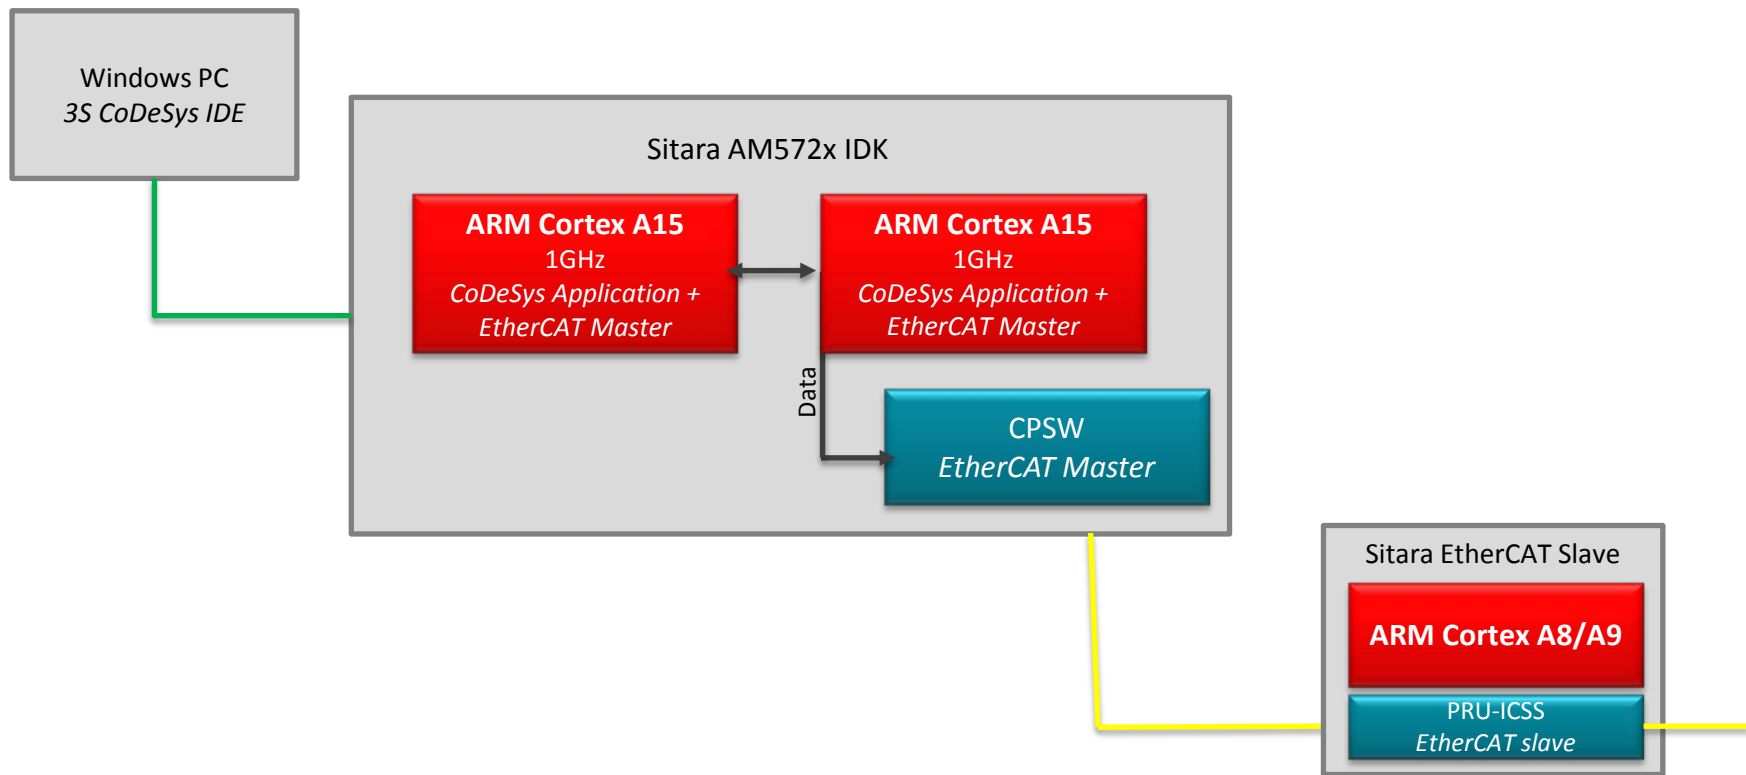 Windows PC
3S CoDeSys IDE
Sitara AM572x IDK
ARM Cortex A15
1GHz
CoDeSys Application +
EtherCAT Master
ARM Cortex A15
1GHz
CoDeSys Application +
EtherCAT Master
Data
CPSW
EtherCAT Master
Sitara EtherCAT Slave
ARM Cortex A8/A9
PRU-ICSS
EtherCAT slave